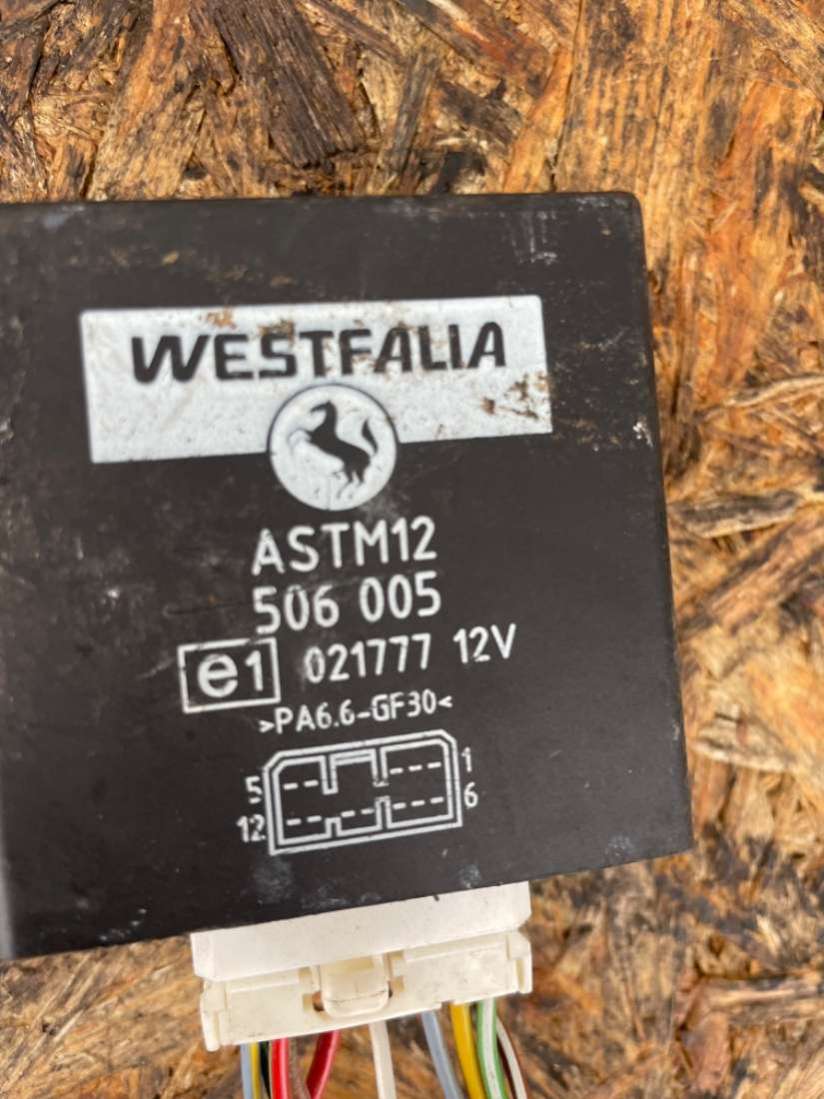 WESTFALIA
ASTM12
506 005
e1 021777 12V
>PA6.6-GF30<
5 1
12 6